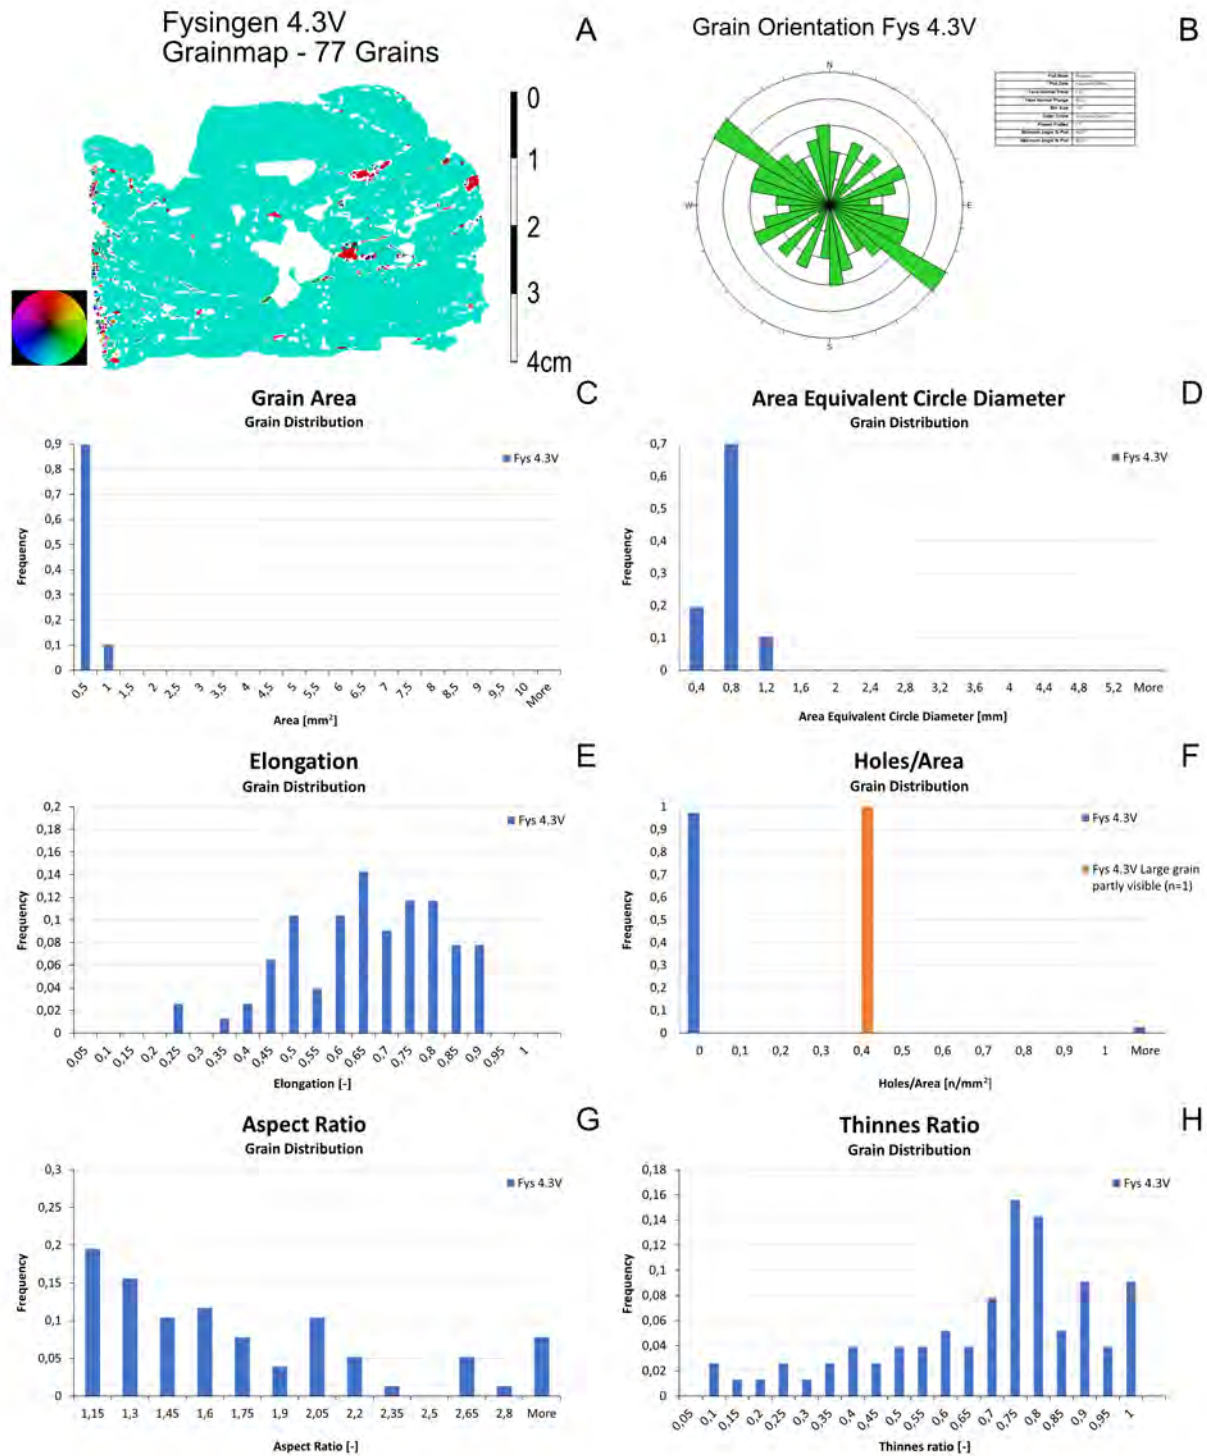 Fysingen 4.3V
Grainmap - 77 Grains
A
0
1
2
3
4cm
Grain Orientation Fys 4.3V
B
N
W
E
S
Grain Area
Grain Distribution
C
Fys 4.3V
Frequency
0,9
0,8
0,7
0,6
0,5
0,4
0,3
0,2
0,1
0
0,5 1 1,5 2 2,5 3 3,5 4 4,5 5 5,5 6 6,5 7 7,5 8 8,5 9 9,5 10 More
Area [mm²]
Area Equivalent Circle Diameter
Grain Distribution
D
Fys 4.3V
Frequency
0,7
0,6
0,5
0,4
0,3
0,2
0,1
0
0,4 0,8 1,2 1,6 2 2,4 2,8 3,2 3,6 4 4,4 4,8 5,2 More
Area Equivalent Circle Diameter [mm]
Elongation
Grain Distribution
E
Fys 4.3V
Frequency
0,2
0,18
0,16
0,14
0,12
0,1
0,08
0,06
0,04
0,02
0
0,05 0,1 0,15 0,2 0,25 0,3 0,35 0,4 0,45 0,5 0,55 0,6 0,65 0,7 0,75 0,8 0,85 0,9 0,95 1
Elongation [-]
Holes/Area
Grain Distribution
F
Fys 4.3V
Fys 4.3V Large grain
partly visible (n=1)
Frequency
1
0,9
0,8
0,7
0,6
0,5
0,4
0,3
0,2
0,1
0
0 0,1 0,2 0,3 0,4 0,5 0,6 0,7 0,8 0,9 1 More
Holes/Area [n/mm²]
Aspect Ratio
Grain Distribution
G
Fys 4.3V
Frequency
0,3
0,25
0,2
0,15
0,1
0,05
0
1,15 1,3 1,45 1,6 1,75 1,9 2,05 2,2 2,35 2,5 2,65 2,8 More
Aspect Ratio [-]
Thinnes Ratio
Grain Distribution
H
Fys 4.3V
Frequency
0,18
0,16
0,14
0,12
0,1
0,08
0,06
0,04
0,02
0
0,05 0,1 0,15 0,2 0,25 0,3 0,35 0,4 0,45 0,5 0,55 0,6 0,65 0,7 0,75 0,8 0,85 0,9 0,95 1
Thinnes ratio [-]